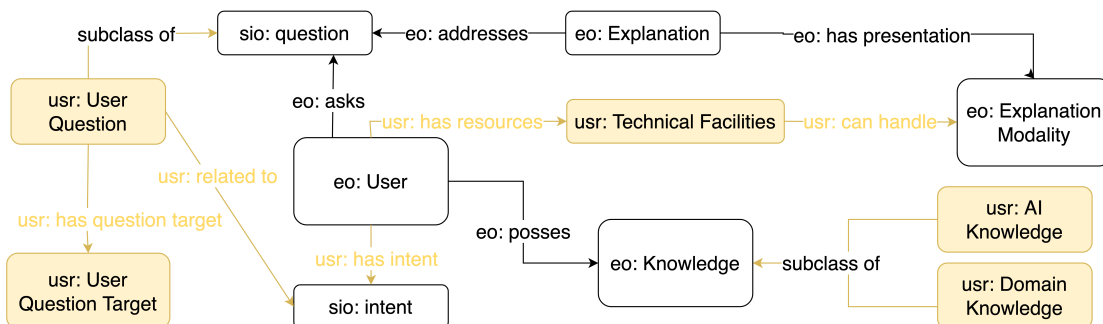 subclass of
sio: question
eo: addresses
eo: Explanation
eo: has presentation
usr: User
Question
eo: asks
usr: has resources
usr: Technical Facilities
usr: can handle
eo: Explanation
Modality
usr: related to
eo: User
usr: has question target
eo: posses
usr: AI
Knowledge
usr: has intent
eo: Knowledge
subclass of
usr: User
Question Target
sio: intent
usr: Domain
Knowledge